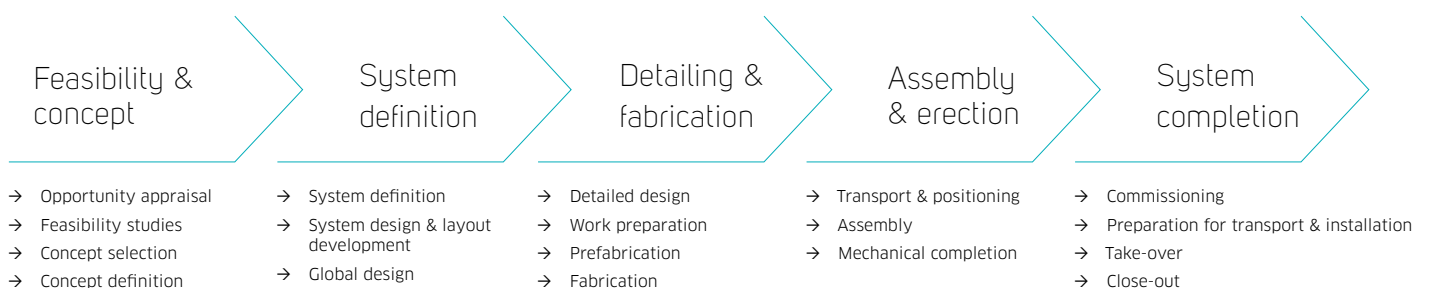 Feasibility &
concept
System
definition
Detailing &
fabrication
Assembly
& erection
System
completion
→ Opportunity appraisal
→ Feasibility studies
→ Concept selection
→ Concept definition
→ System definition
→ System design & layout
development
→ Global design
→ Detailed design
→ Work preparation
→ Prefabrication
→ Fabrication
→ Transport & positioning
→ Assembly
→ Mechanical completion
→ Commissioning
→ Preparation for transport & installation
→ Take-over
→ Close-out